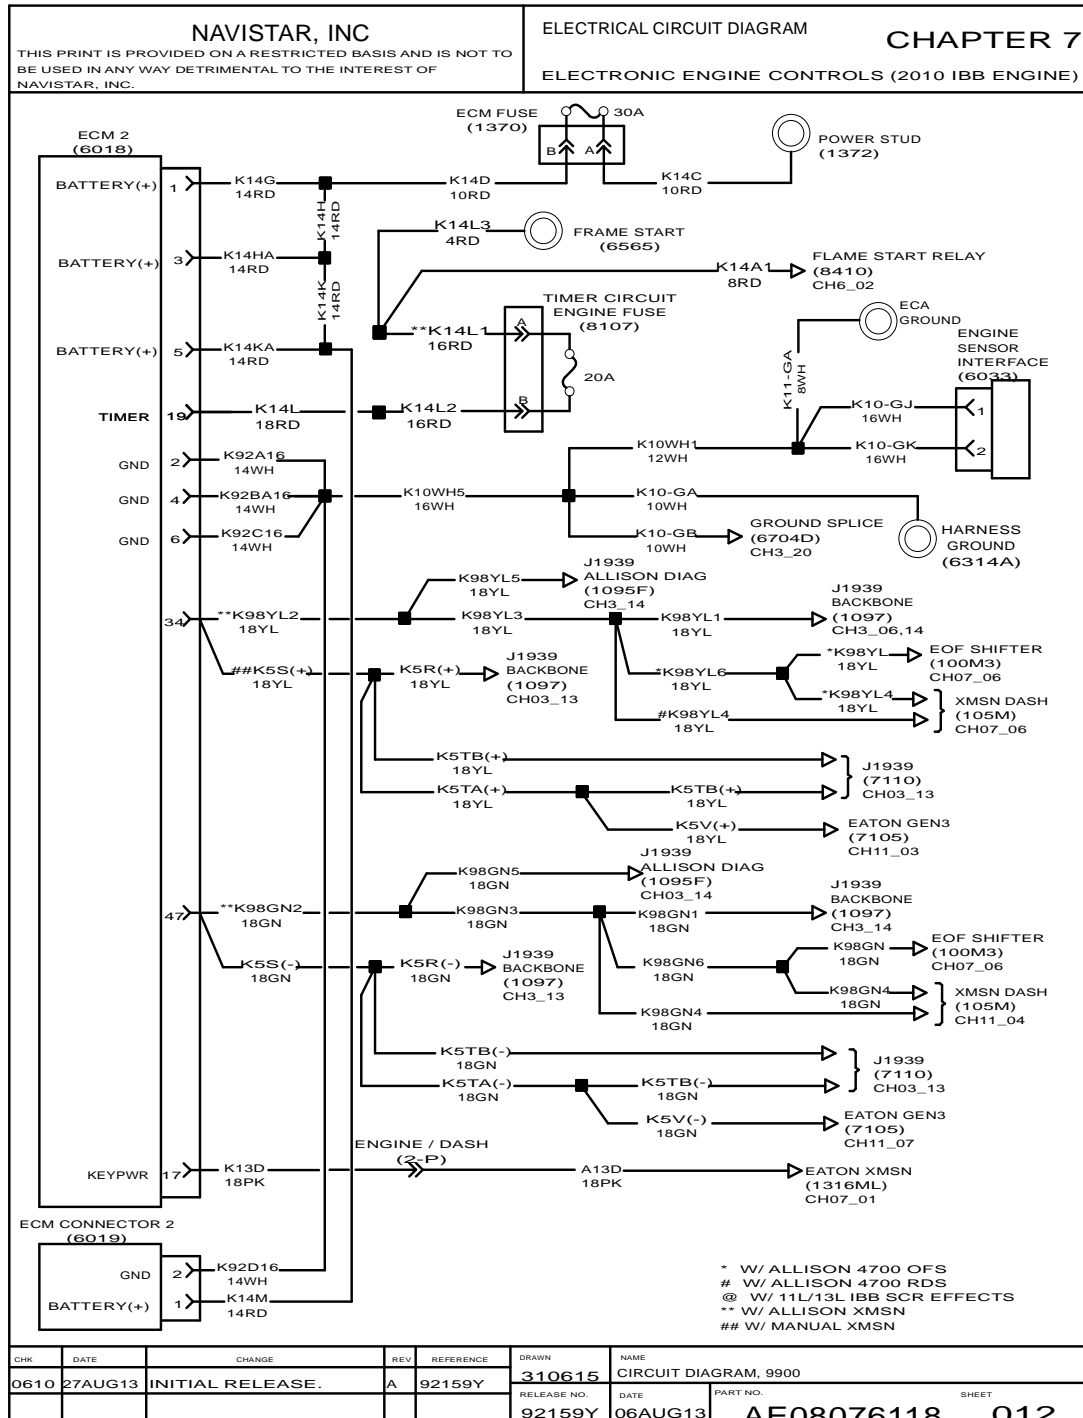 NAVISTAR, INC
THIS PRINT IS PROVIDED ON A RESTRICTED BASIS AND IS NOT TO
BE USED IN ANY WAY DETRIMENTAL TO THE INTEREST OF
NAVISTAR, INC.
ELECTRICAL CIRCUIT DIAGRAM
CHAPTER 7
ELECTRONIC ENGINE CONTROLS (2010 IBB ENGINE)
ECM 2
(6018)
ECM FUSE
(1370)
30A
B
A
POWER STUD
(1372)
BATTERY(+)
1
K14G
14RD
K14D
10RD
K14C
10RD
K14H
14RD
K14L3
4RD
FRAME START
(6565)
BATTERY(+)
3
K14HA
14RD
K14A1
8RD
FLAME START RELAY
(8410)
CH6_02
K14K
14RD
TIMER CIRCUIT
ENGINE FUSE
(8107)
ECA
GROUND
ENGINE
SENSOR
INTERFACE
(6033)
**K14L1
16RD
A
BATTERY(+)
5
K14KA
14RD
20A
K11-GA
8WH
K10-GJ
16WH
1
TIMER
19
K14L
18RD
K14L2
16RD
B
K10WH1
12WH
K10-GK
16WH
2
GND
2
K92A16
14WH
GND
4
K92BA16
14WH
K10WH5
16WH
K10-GA
10WH
GND
6
K92C16
14WH
K10-GB
10WH
GROUND SPLICE
(6704D)
CH3_20
HARNESS
GROUND
(6314A)
K98YL5
18YL
J1939
ALLISON DIAG
(1095F)
CH3_14
34
**K98YL2
18YL
K98YL3
18YL
K98YL1
18YL
J1939
BACKBONE
(1097)
CH3_06,14
##K5S(+)
18YL
K5R(+)
18YL
J1939
BACKBONE
(1097)
CH03_13
*K98YL6
18YL
*K98YL
18YL
EOF SHIFTER
(100M3)
CH07_06
*K98YL4
18YL
#K98YL4
18YL
XMSN DASH
(105M)
CH07_06
K5TB(+)
18YL
K5TA(+)
18YL
K5TB(+)
18YL
J1939
(7110)
CH03_13
K5V(+)
18YL
EATON GEN3
(7105)
CH11_03
K98GN5
18GN
J1939
ALLISON DIAG
(1095F)
CH03_14
47
**K98GN2
18GN
K98GN3
18GN
K98GN1
18GN
J1939
BACKBONE
(1097)
CH3_14
K5S(-)
18GN
K5R(-)
18GN
J1939
BACKBONE
(1097)
CH3_13
K98GN6
18GN
K98GN
18GN
EOF SHIFTER
(100M3)
CH07_06
K98GN4
18GN
K98GN4
18GN
XMSN DASH
(105M)
CH11_04
K5TB(-)
18GN
K5TA(-)
18GN
K5TB(-)
18GN
J1939
(7110)
CH03_13
K5V(-)
18GN
EATON GEN3
(7105)
CH11_07
ENGINE / DASH
(2-P)
KEYPWR
17
K13D
18PK
A13D
18PK
EATON XMSN
(1316ML)
CH07_01
ECM CONNECTOR 2
(6019)
GND
2
K92D16
14WH
BATTERY(+)
1
K14M
14RD
* W/ ALLISON 4700 OFS
# W/ ALLISON 4700 RDS
@ W/ 11L/13L IBB SCR EFFECTS
** W/ ALLISON XMSN
## W/ MANUAL XMSN
CHK DATE CHANGE REV REFERENCE
0610 27AUG13 INITIAL RELEASE. A 92159Y
DRAWN
310615
NAME
CIRCUIT DIAGRAM, 9900
RELEASE NO.
92159Y
DATE
06AUG13
PART NO.
AE08076118
SHEET
012